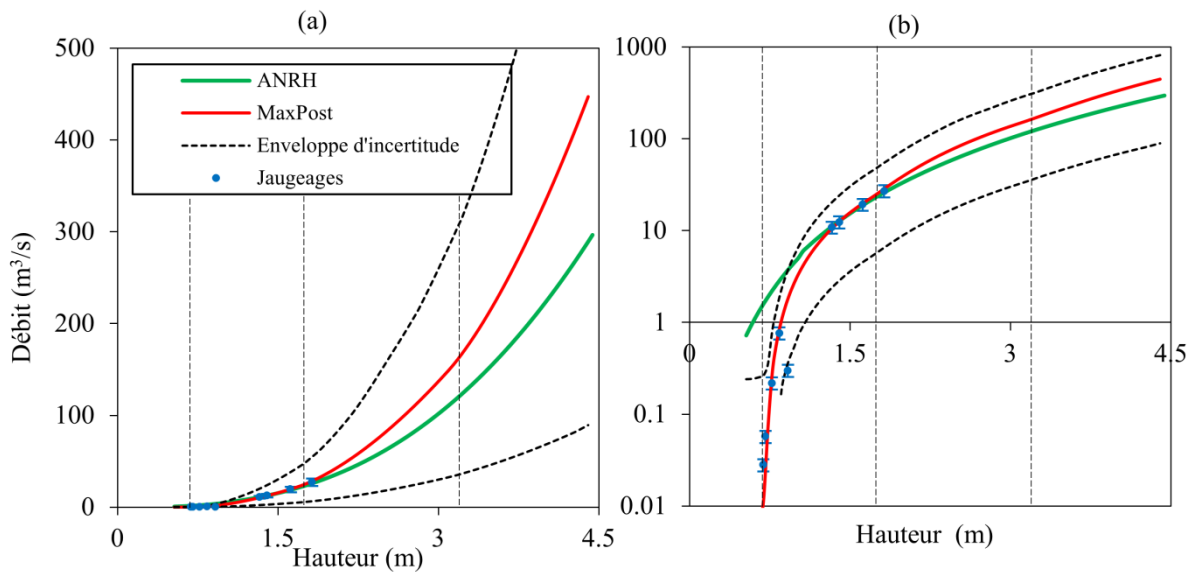 (a)
500
400
300
200
100
0
Débit (m³/s)
ANRH
MaxPost
Enveloppe d'incertitude
Jaugeages
0
1.5
3
4.5
Hauteur (m)
(b)
1000
100
10
1
0.1
0.01
0
1.5
3
4.5
Hauteur (m)